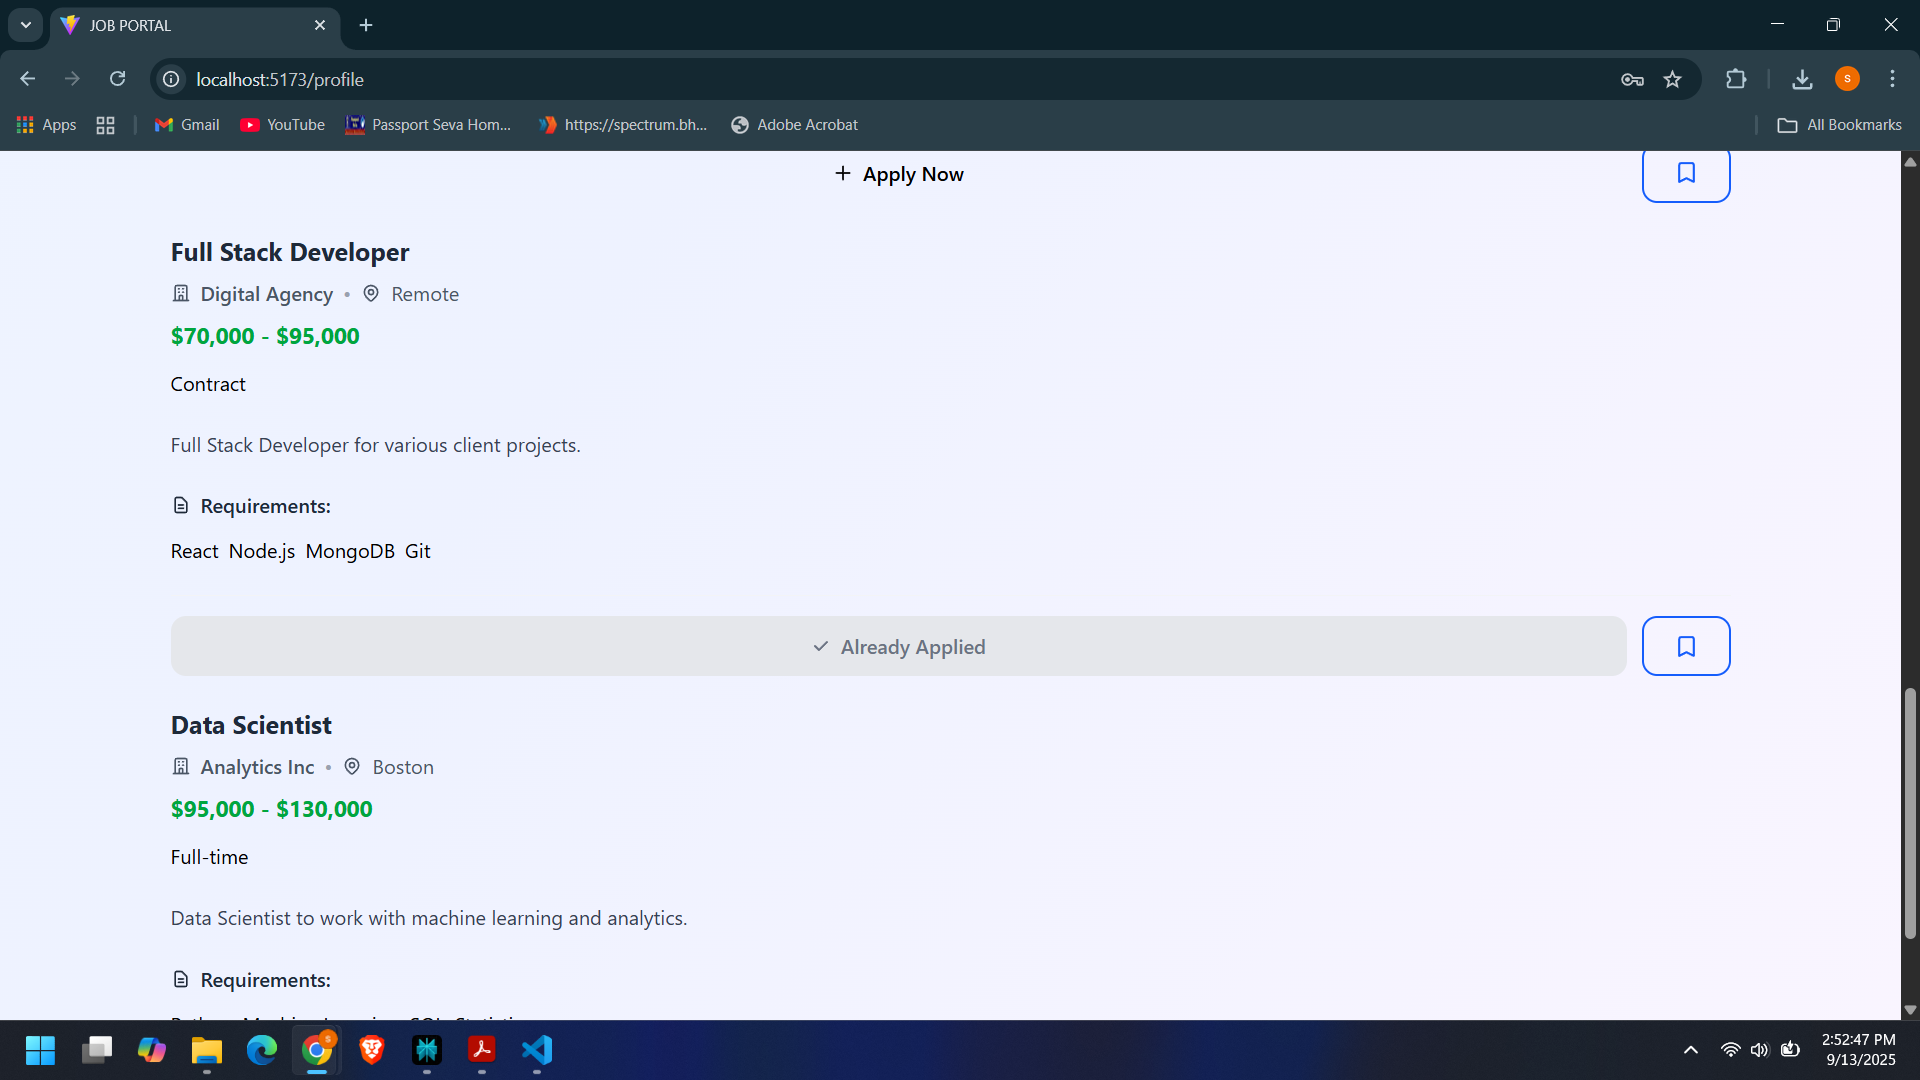 JOB PORTAL
localhost:5173/profile
S
Apps
Gmail
YouTube
Passport Seva Hom...
https://spectrum.bh...
Adobe Acrobat
All Bookmarks
Apply Now
Full Stack Developer
Digital Agency • Remote
$70,000 - $95,000
Contract
Full Stack Developer for various client projects.
Requirements:
React Node.js MongoDB Git
Already Applied
Data Scientist
Analytics Inc • Boston
$95,000 - $130,000
Full-time
Data Scientist to work with machine learning and analytics.
Requirements:
2:52:47 PM
9/13/2025